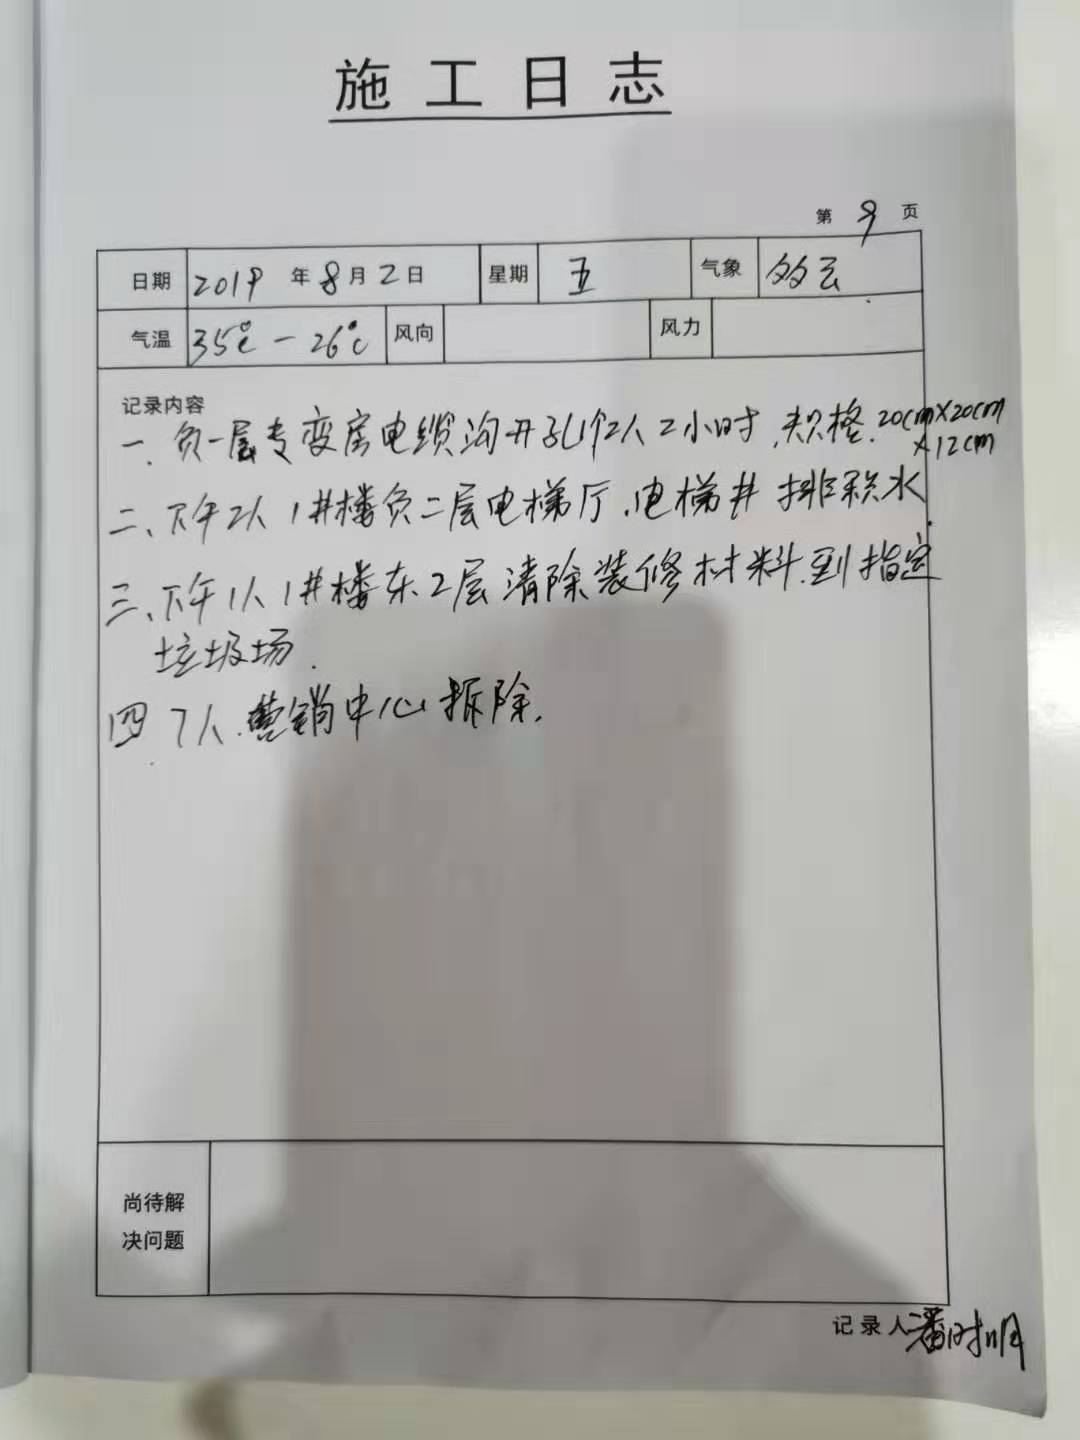 施工日志
第 9 页
日期 2019 年 8 月 2 日 星期 五 气象 多云
气温 35℃－26℃ 风向 风力
记录内容
一、负一层专变房电缆沟开孔1个2人2小时.规格.20cm×20cm
×12cm
二、下午2人1#楼负二层电梯厅.电梯井排积水.
三、下午1人1#楼东2层清除装修材料.到指定
垃圾场.
四 7人.营销中心拆除.
尚待解
决问题
记录人 潘时明